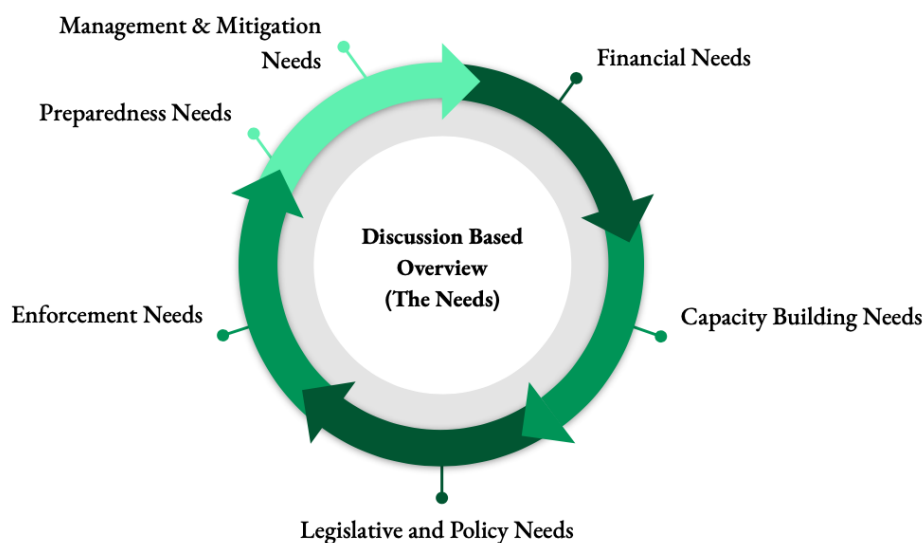 Management & Mitigation
Needs
Financial Needs
Preparedness Needs
Discussion Based
Overview
(The Needs)
Enforcement Needs
Capacity Building Needs
Legislative and Policy Needs